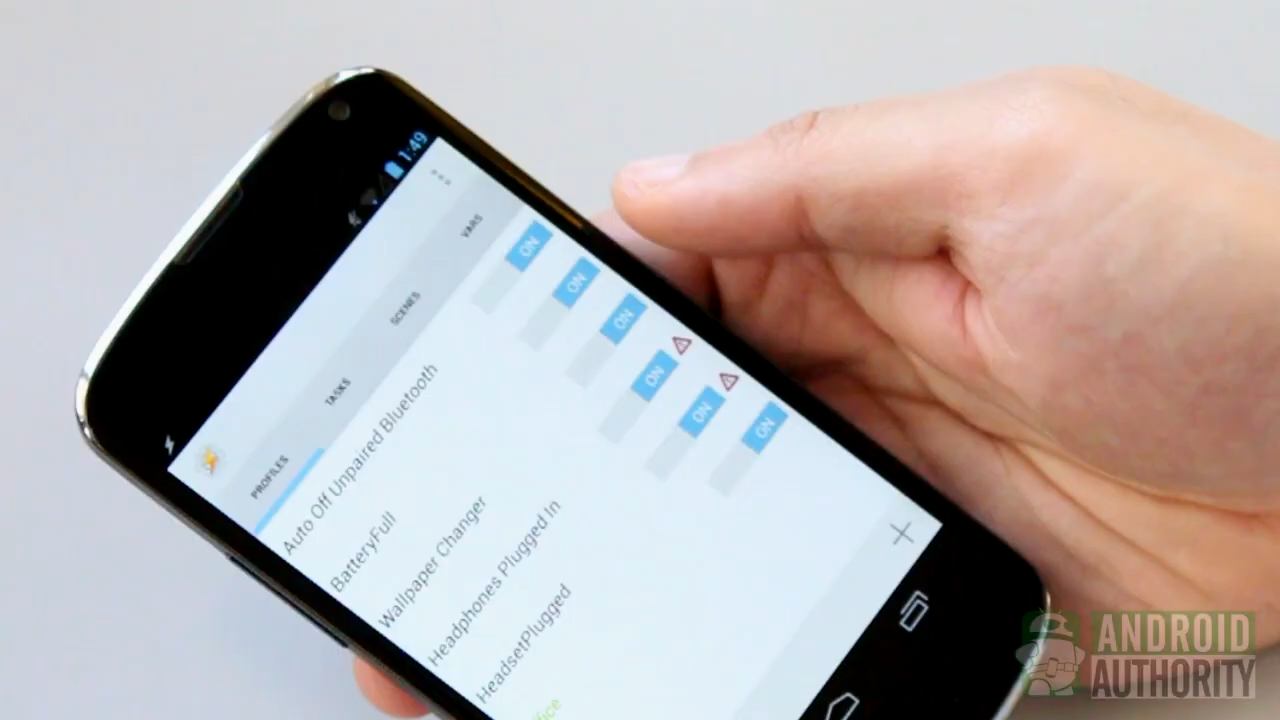 1:49
PROFILES
TASKS
SCENES
VARS
Auto Off Unpaired Bluetooth
ON
BatteryFull
ON
Wallpaper Changer
ON
Headphones Plugged In
ON
HeadsetPlugged
ON
ON
ANDROID
AUTHORITY